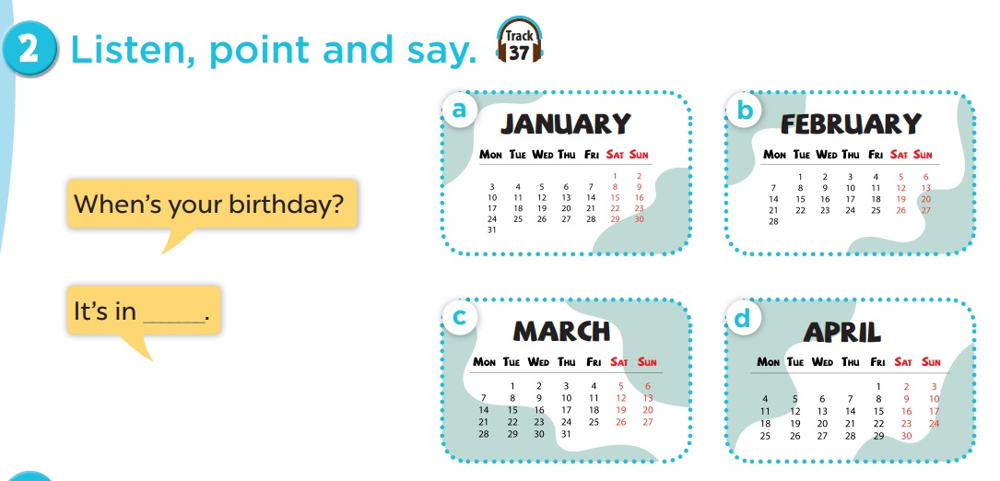 2 Listen, point and say.
Track
37
When's your birthday?
It's in ______.
a
JANUARY
MON TUE WED THU FRI SAT SUN
1 2
3 4 5 6 7 8 9
10 11 12 13 14 15 16
17 18 19 20 21 22 23
24 25 26 27 28 29 30
31
b
FEBRUARY
MON TUE WED THU FRI SAT SUN
1 2 3 4 5 6
7 8 9 10 11 12 13
14 15 16 17 18 19 20
21 22 23 24 25 26 27
28
c
MARCH
MON TUE WED THU FRI SAT SUN
1 2 3 4 5 6
7 8 9 10 11 12 13
14 15 16 17 18 19 20
21 22 23 24 25 26 27
28 29 30 31
d
APRIL
MON TUE WED THU FRI SAT SUN
1 2 3
4 5 6 7 8 9 10
11 12 13 14 15 16 17
18 19 20 21 22 23 24
25 26 27 28 29 30